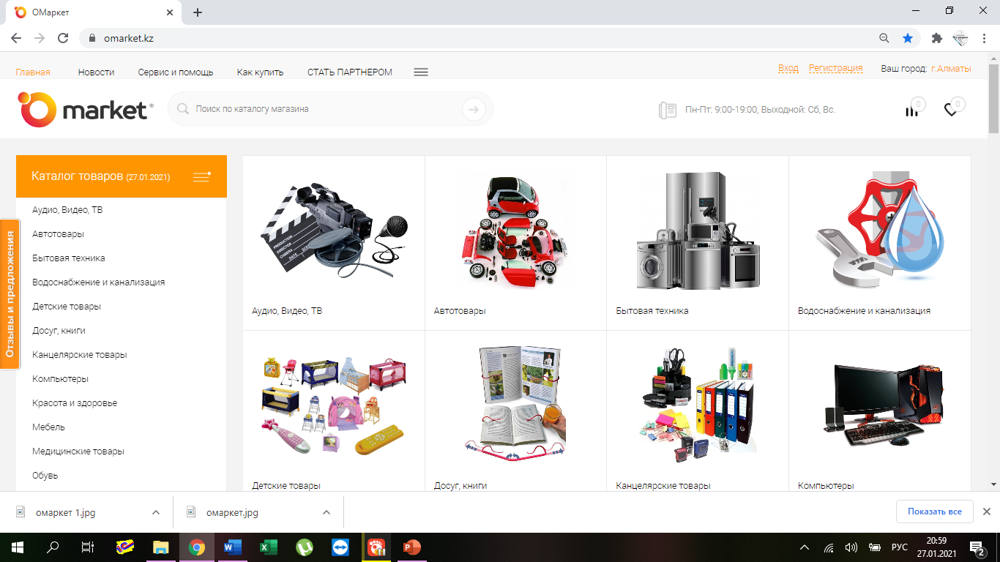 ОМаркет
omarket.kz
Главная
Новости
Сервис и помощь
Как купить
СТАТЬ ПАРТНЕРОМ
Вход
Регистрация
Ваш город: г.Алматы
market®
Поиск по каталогу магазина
Пн-Пт: 9:00-19:00, Выходной: Сб, Вс.
0
0
Каталог товаров (27.01.2021)
Аудио, Видео, ТВ
Автотовары
Бытовая техника
Водоснабжение и канализация
Детские товары
Досуг, книги
Канцелярские товары
Компьютеры
Красота и здоровье
Мебель
Медицинские товары
Обувь
Отзывы и предложения
Аудио, Видео, ТВ
Автотовары
Бытовая техника
Водоснабжение и канализация
Детские товары
Досуг, книги
Канцелярские товары
Компьютеры
омаркет 1.jpg
омаркет.jpg
Показать все
РУС
20:59
27.01.2021
2